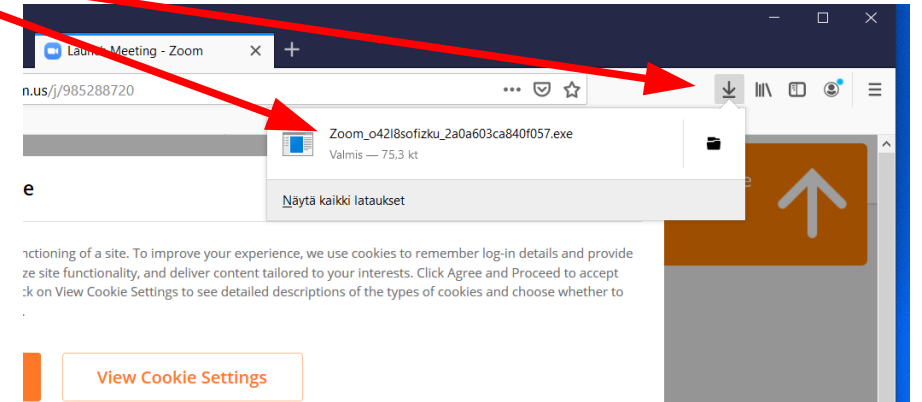 Launch Meeting - Zoom
n.us/j/985288720
Zoom_o42l8sofizku_2a0a603ca840f057.exe
Valmis — 75,3 kt
Näytä kaikki lataukset
e
e
nctioning of a site. To improve your experience, we use cookies to remember log-in details and provide
ze site functionality, and deliver content tailored to your interests. Click Agree and Proceed to accept
ck on View Cookie Settings to see detailed descriptions of the types of cookies and choose whether to
.
View Cookie Settings